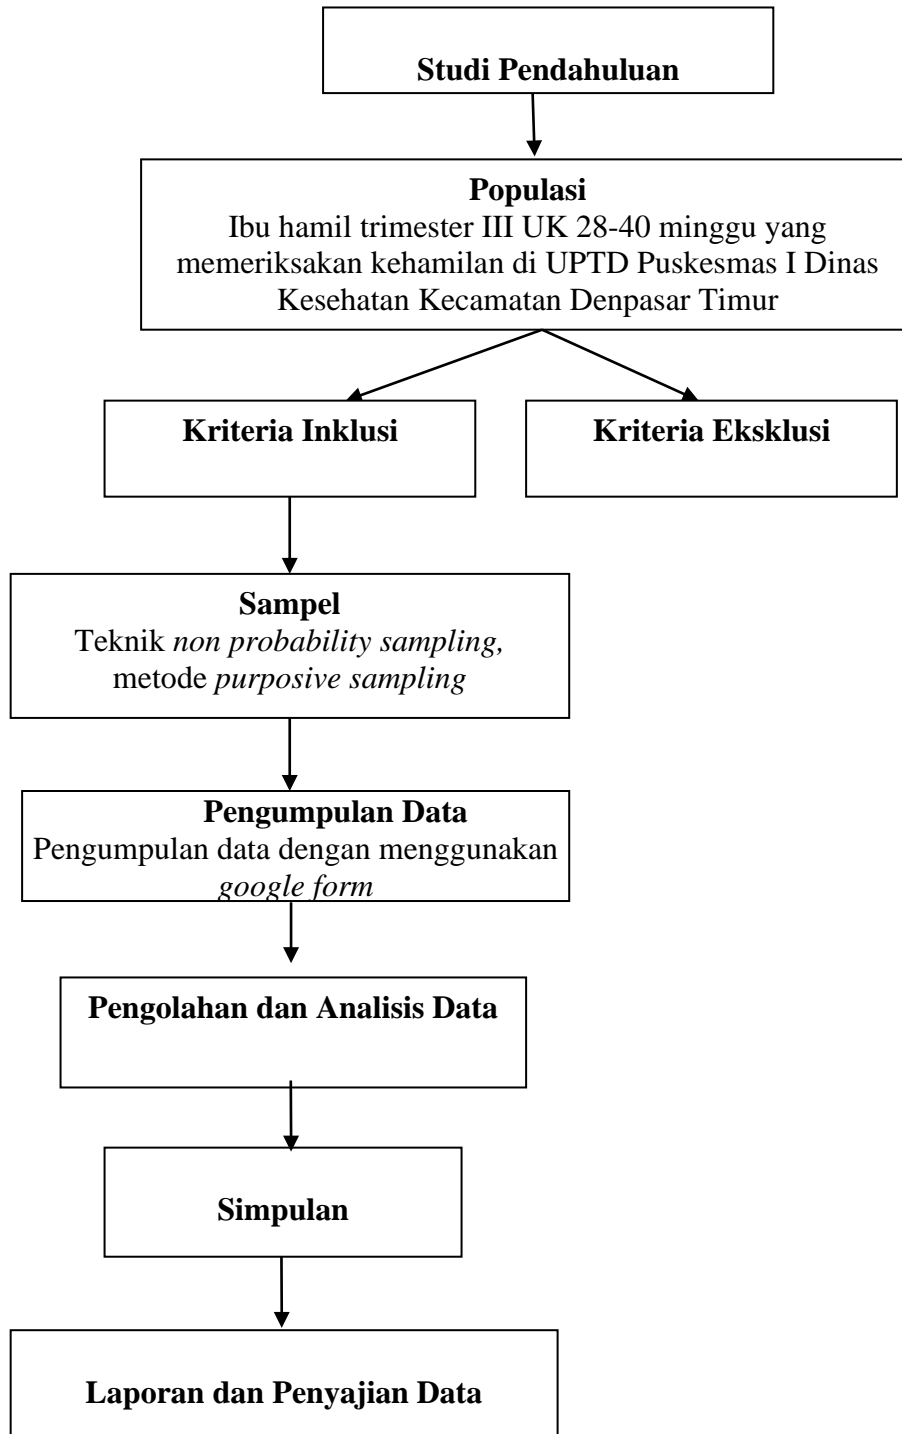 Studi Pendahuluan
Populasi
Ibu hamil trimester III UK 28-40 minggu yang
memeriksakan kehamilan di UPTD Puskesmas I Dinas
Kesehatan Kecamatan Denpasar Timur
Kriteria Inklusi
Kriteria Eksklusi
Sampel
Teknik non probability sampling,
metode purposive sampling
Pengumpulan Data
Pengumpulan data dengan menggunakan
google form
Pengolahan dan Analisis Data
Simpulan
Laporan dan Penyajian Data